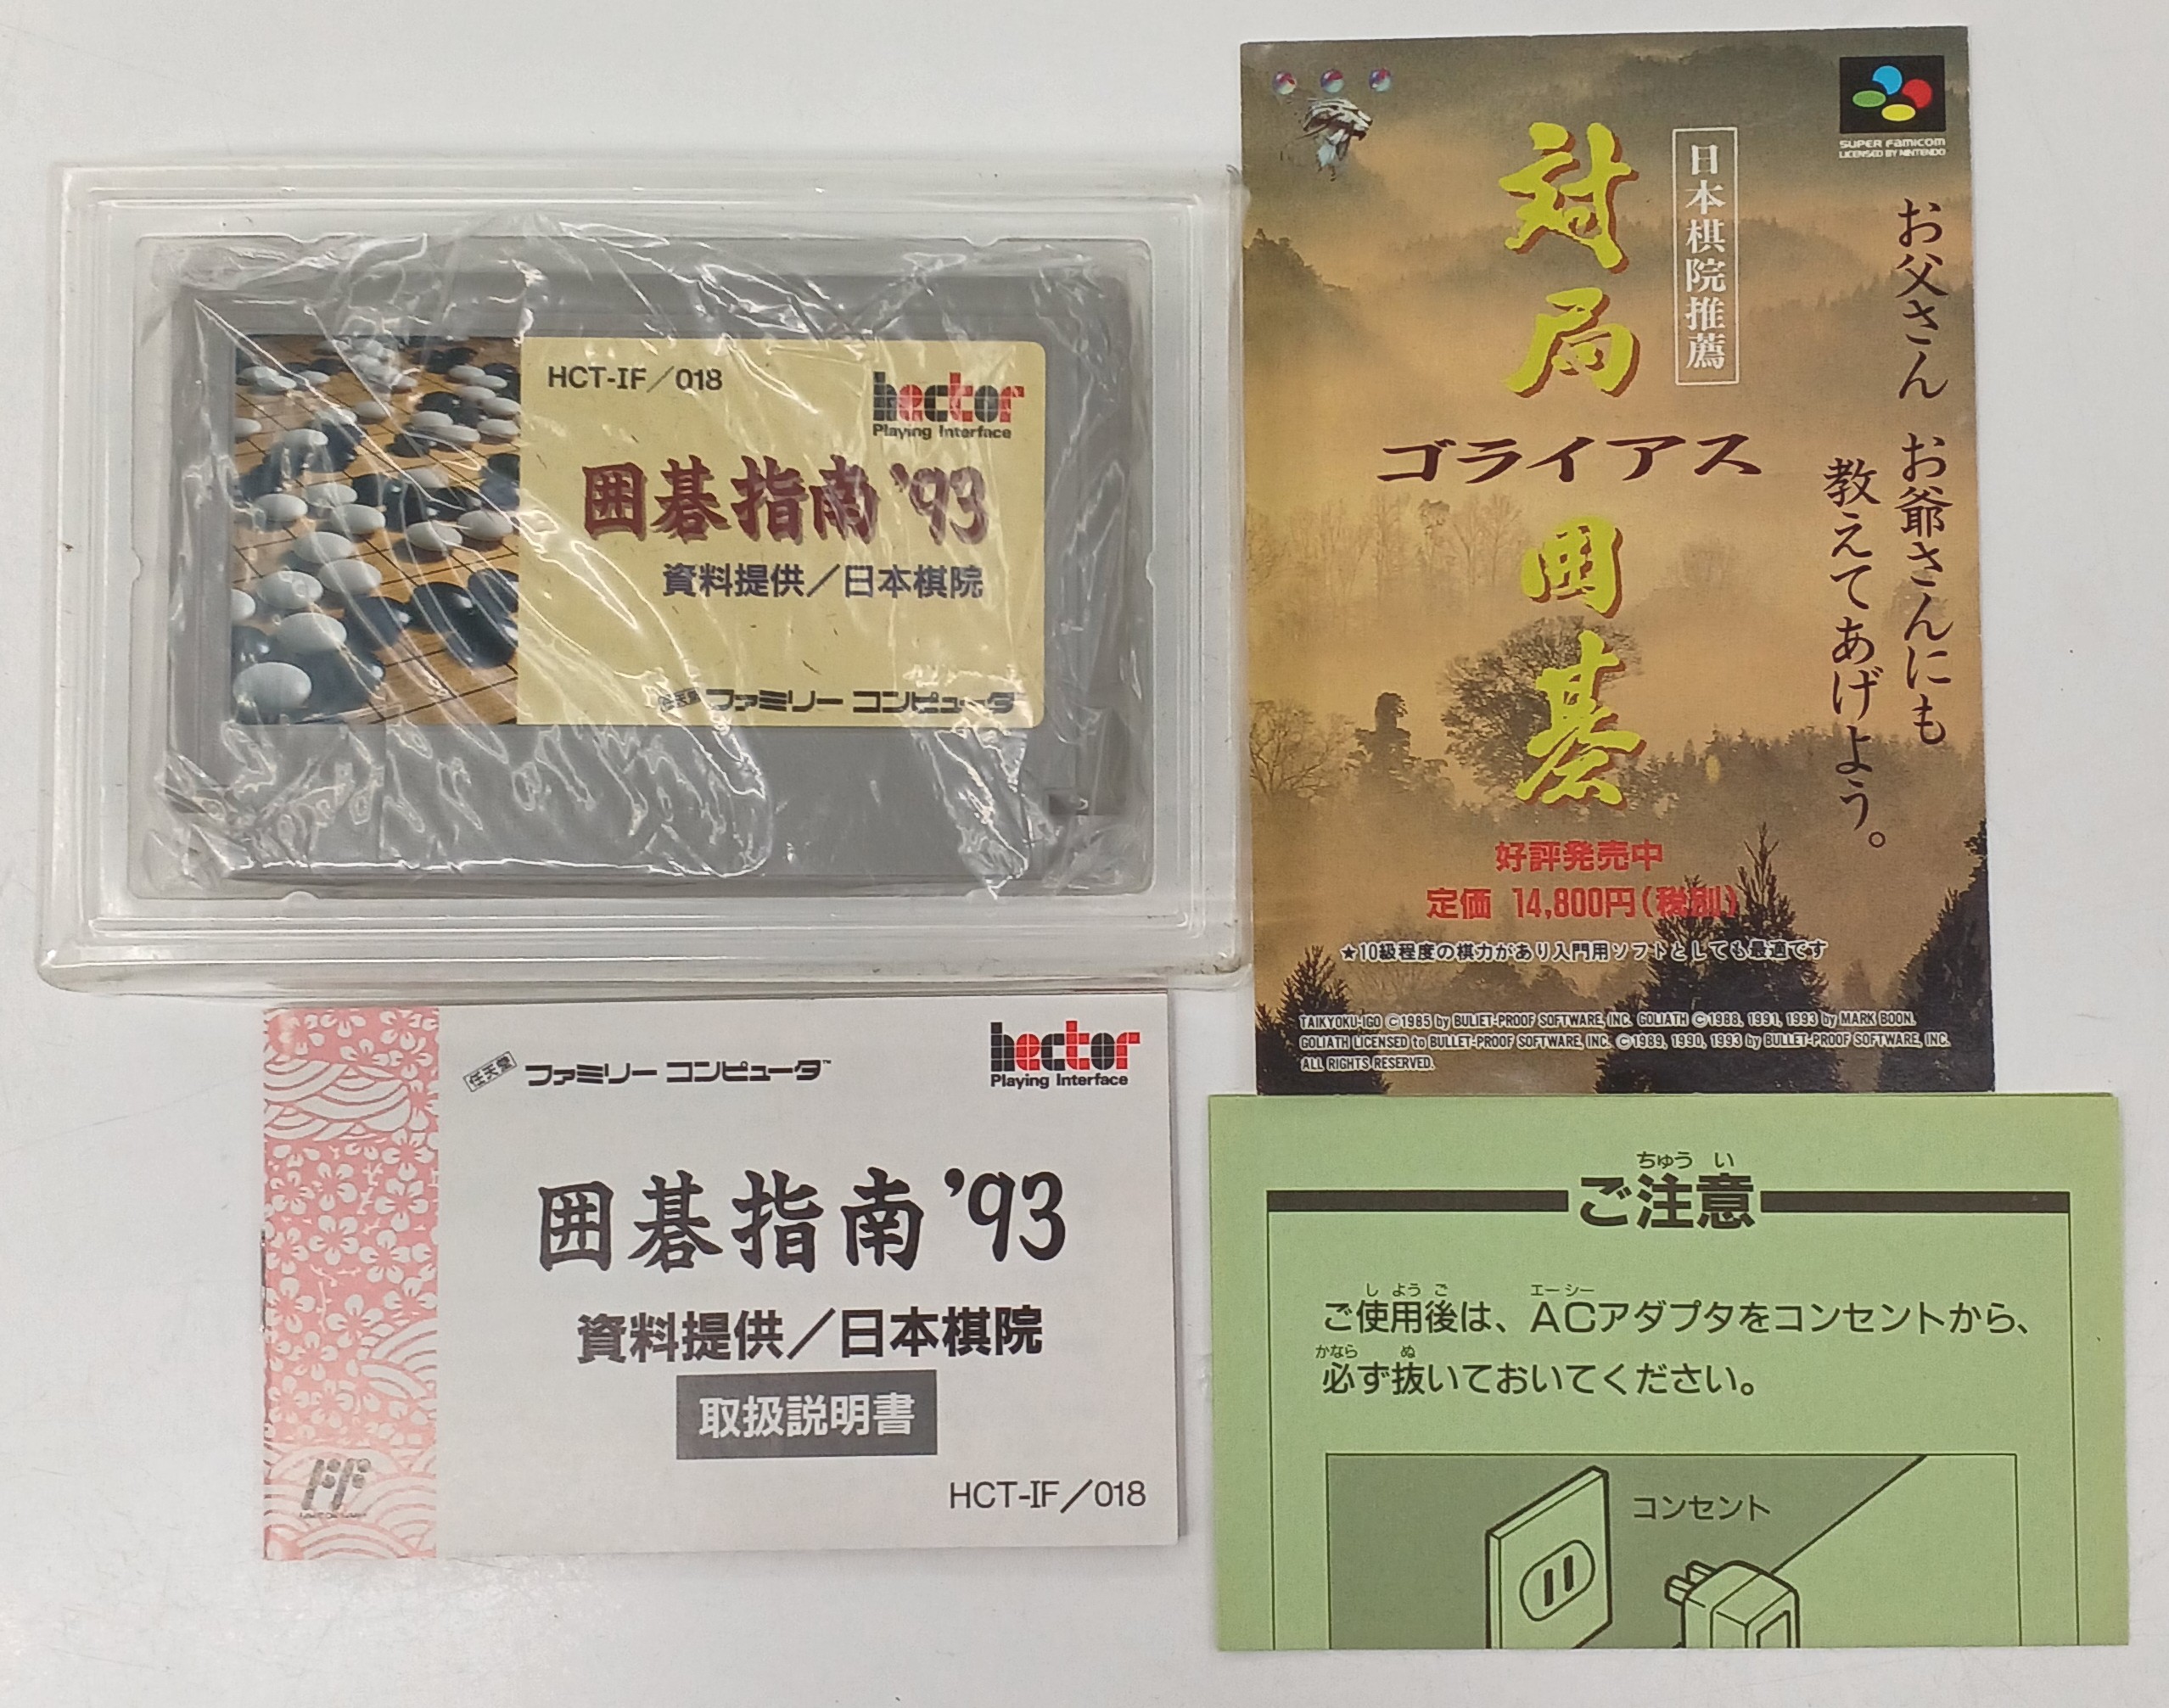 HCT-IF／018
hector
Playing Interface
囲碁指南'93
資料提供／日本棋院
任天堂 ファミリー コンピュータ
SUPER FAMICOM
LICENSED BY NINTENDO
お父さん お爺さんにも
教えてあげよう。
日本棋院推薦
対局
ゴライアス
囲碁
好評発売中
定価 14,800円(税別)
★10級程度の棋力があり入門用ソフトとしても最適です
TAIKYOKU-IGO ©1985 by BULLET-PROOF SOFTWARE, INC. GOLIATH ©1988, 1991, 1993 by MARK BOON.
GOLIATH LICENSED to BULLET-PROOF SOFTWARE, INC. ©1989, 1990, 1993 by BULLET-PROOF SOFTWARE, INC.
ALL RIGHTS RESERVED.
任天堂 ファミリー コンピュータ™
hector
Playing Interface
囲碁指南'93
資料提供／日本棋院
取扱説明書
HCT-IF／018
ちゅう い
ご注意
し よう ご エーシー
ご使用後は、ACアダプタをコンセントから、
かなら ぬ
必ず抜いておいてください。
コンセント